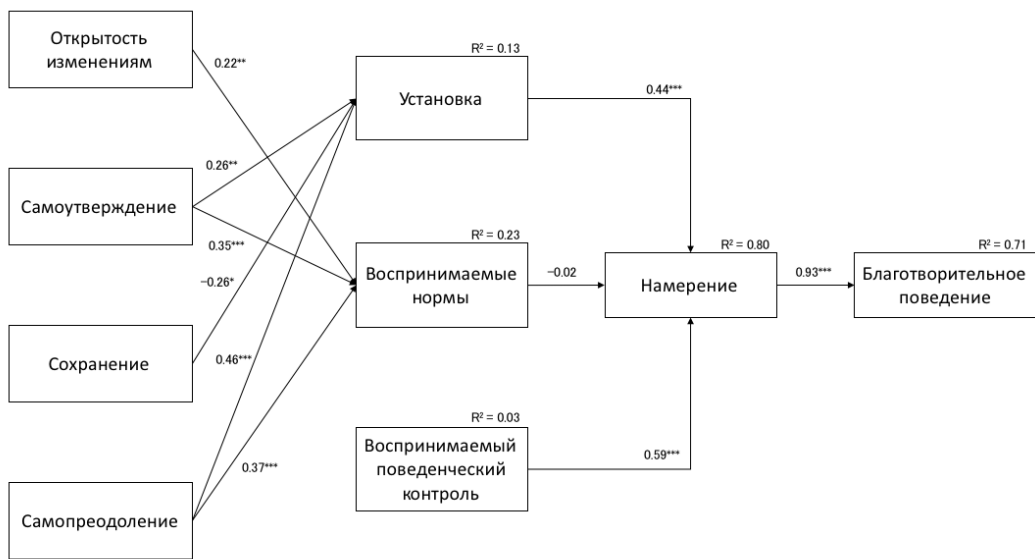 Открытость
изменениям
0.22**
R² = 0.13
Установка
0.44***
Самоутверждение
0.26**
0.35***
−0.26*
R² = 0.23
Воспринимаемые
нормы
−0.02
R² = 0.80
Намерение
0.93***
R² = 0.71
Благотворительное
поведение
Сохранение
0.46***
R² = 0.03
Воспринимаемый
поведенческий
контроль
0.59***
0.37***
Самопреодоление